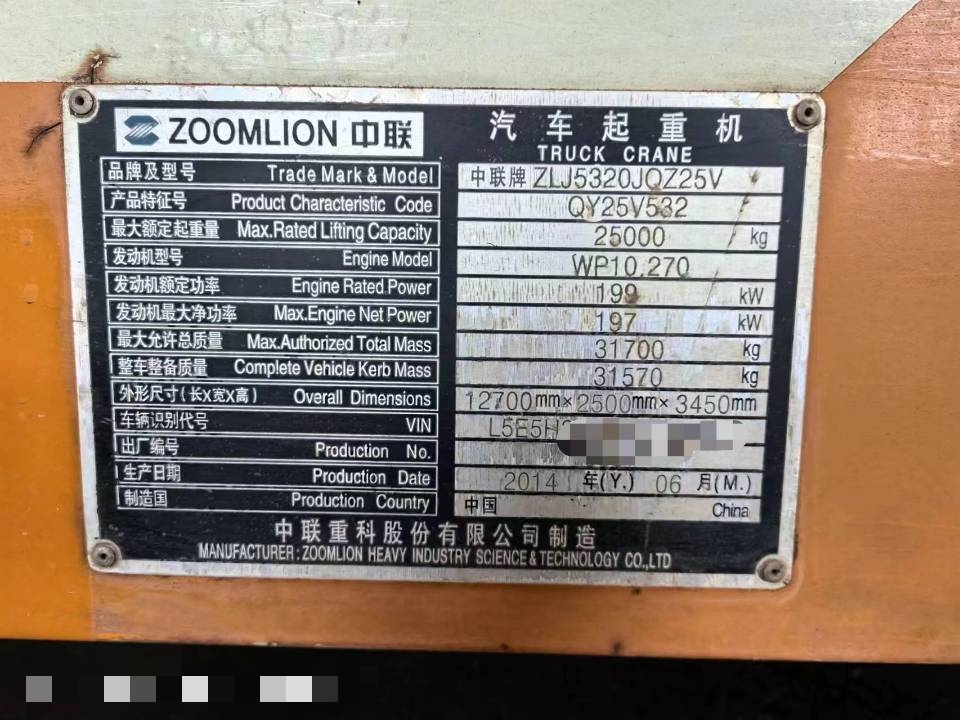 ZOOMLION 中联
汽车起重机
TRUCK CRANE
品牌及型号 Trade Mark & Model 中联牌 ZLJ5320JQZ25V
产品特征号 Product Characteristic Code QY25V532
最大额定起重量 Max.Rated Lifting Capacity 25000 kg
发动机型号 Engine Model WP10.270
发动机额定功率 Engine Rated Power 199 kW
发动机最大净功率 Max.Engine Net Power 197 kW
最大允许总质量 Max.Authorized Total Mass 31700 kg
整车整备质量 Complete Vehicle Kerb Mass 31570 kg
外形尺寸(长X宽X高) Overall Dimensions 12700mm×2500mm×3450mm
车辆识别代号 VIN L5E5H
出厂编号 Production No.
生产日期 Production Date 2014 年(Y.) 06 月(M.)
制造国 Production Country 中国 China
中联重科股份有限公司制造
MANUFACTURER: ZOOMLION HEAVY INDUSTRY SCIENCE & TECHNOLOGY CO.,LTD